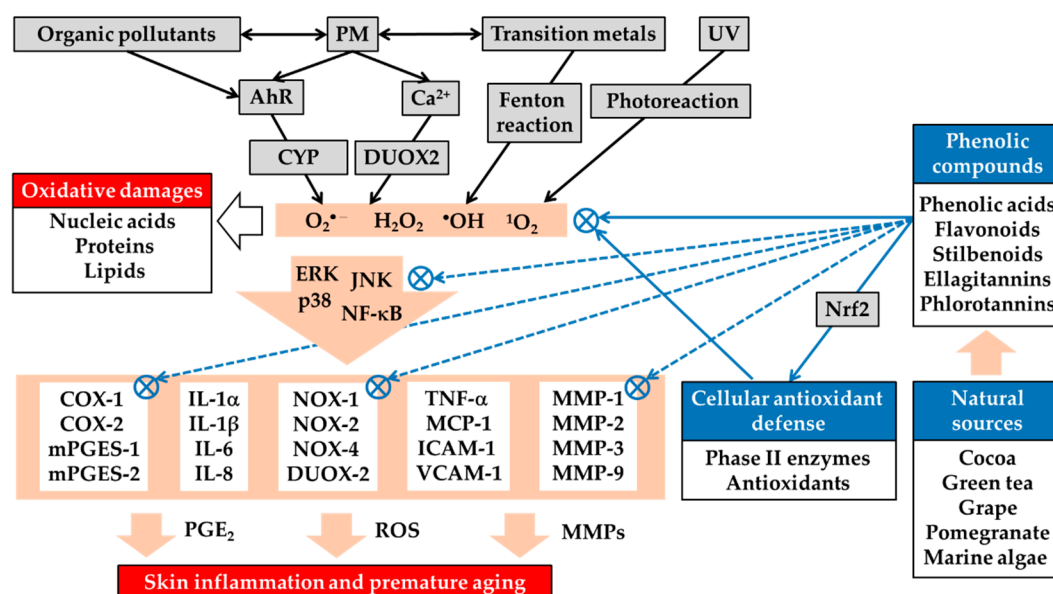 Organic pollutants
PM
Transition metals
UV
AhR
Ca²⁺
Fenton
reaction
Photoreaction
CYP
DUOX2
Oxidative damages
Nucleic acids
Proteins
Lipids
O₂•⁻ H₂O₂ •OH ¹O₂
ERK JNK
p38 NF-κB
Phenolic
compounds
Phenolic acids
Flavonoids
Stilbenoids
Ellagitannins
Phlorotannins
Nrf2
COX-1
COX-2
mPGES-1
mPGES-2
IL-1α
IL-1β
IL-6
IL-8
NOX-1
NOX-2
NOX-4
DUOX-2
TNF-α
MCP-1
ICAM-1
VCAM-1
MMP-1
MMP-2
MMP-3
MMP-9
Cellular antioxidant
defense
Phase II enzymes
Antioxidants
Natural
sources
Cocoa
Green tea
Grape
Pomegranate
Marine algae
PGE₂
ROS
MMPs
Skin inflammation and premature aging